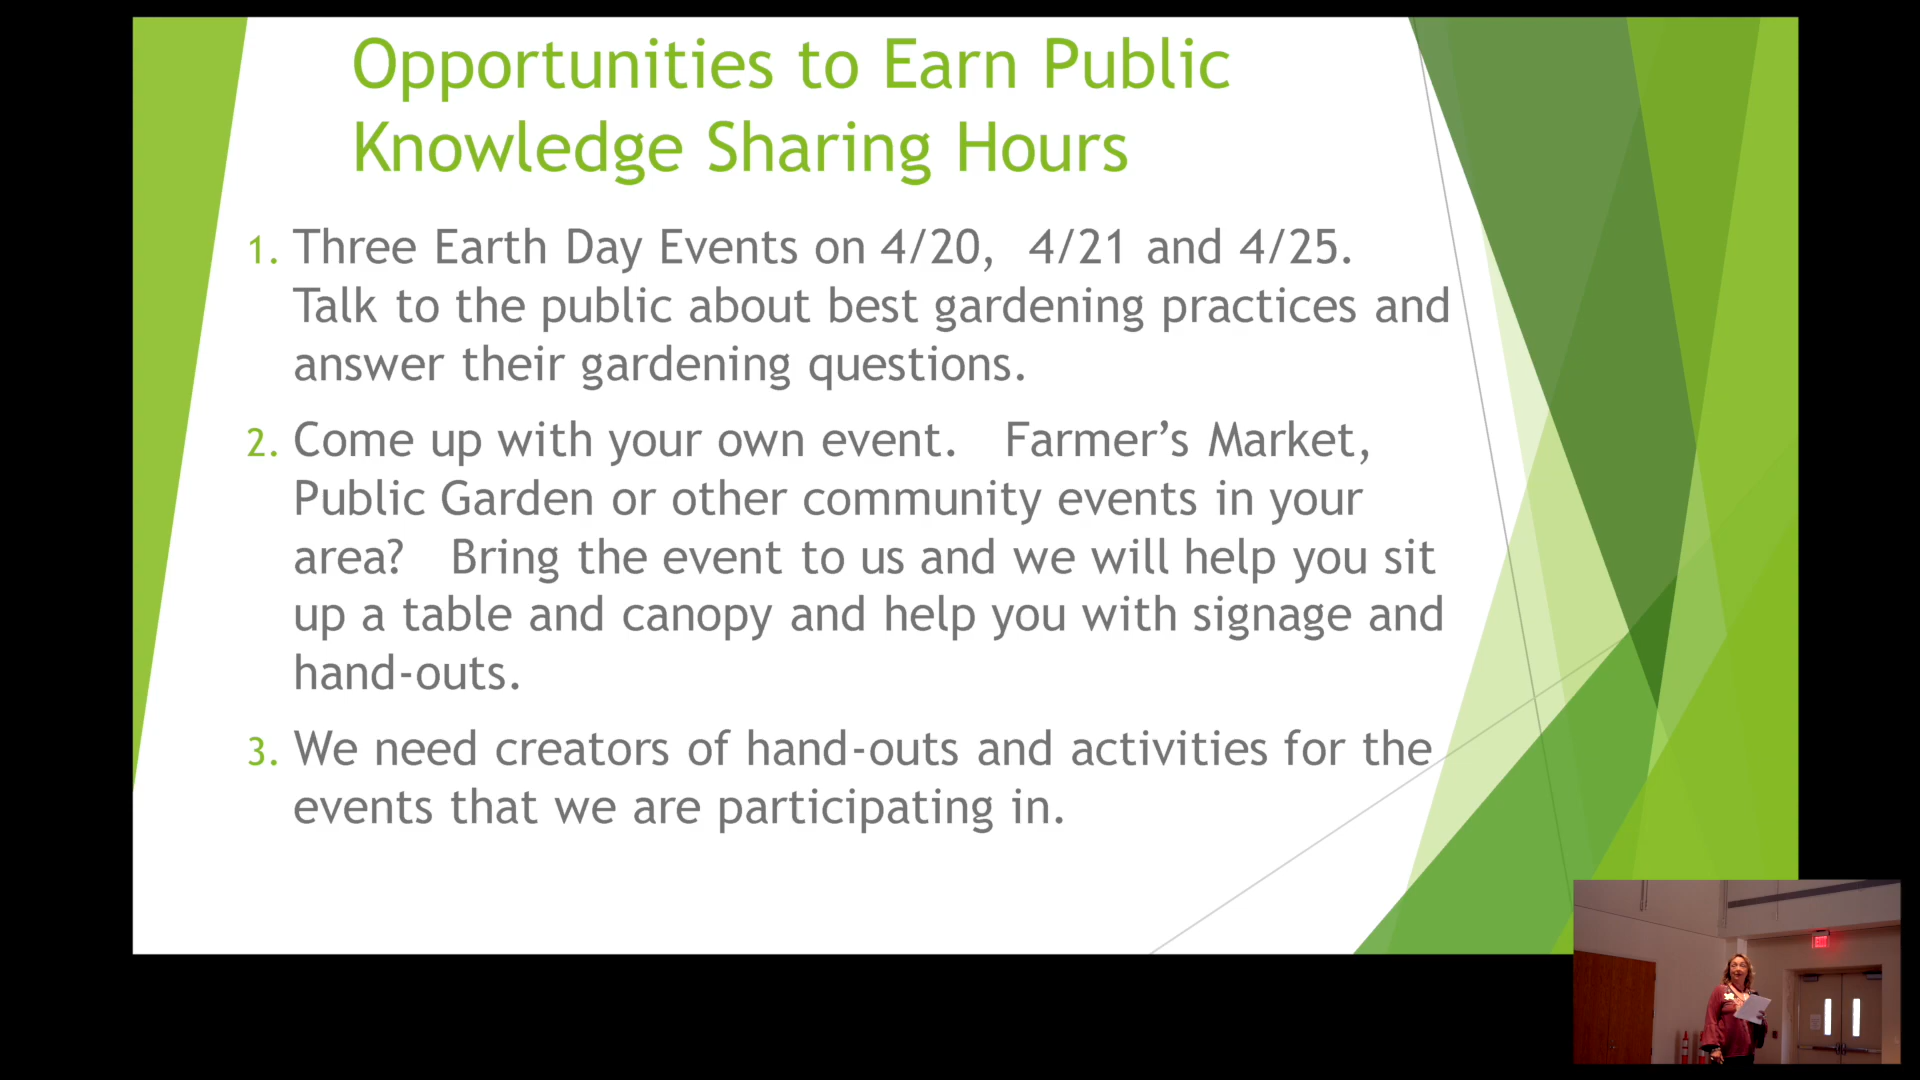 Opportunities to Earn Public
Knowledge Sharing Hours
1. Three Earth Day Events on 4/20, 4/21 and 4/25.
Talk to the public about best gardening practices and
answer their gardening questions.
2. Come up with your own event. Farmer’s Market,
Public Garden or other community events in your
area? Bring the event to us and we will help you sit
up a table and canopy and help you with signage and
hand-outs.
3. We need creators of hand-outs and activities for the
events that we are participating in.